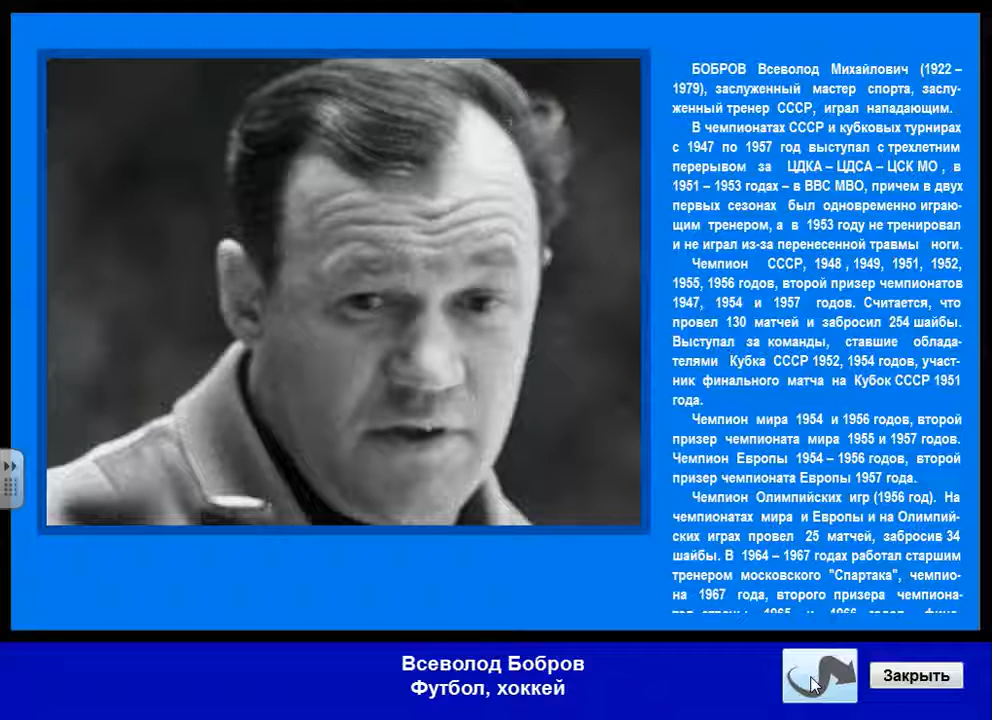 БОБРОВ Всеволод Михайлович (1922 –
1979), заслуженный мастер спорта, заслу-
женный тренер СССР, играл нападающим.
В чемпионатах СССР и кубковых турнирах
с 1947 по 1957 год выступал с трехлетним
перерывом за ЦДКА – ЦДСА – ЦСК МО , в
1951 – 1953 годах – в ВВС МВО, причем в двух
первых сезонах был одновременно играю-
щим тренером, а в 1953 году не тренировал
и не играл из-за перенесенной травмы ноги.
Чемпион СССР, 1948 , 1949, 1951, 1952,
1955, 1956 годов, второй призер чемпионатов
1947, 1954 и 1957 годов. Считается, что
провел 130 матчей и забросил 254 шайбы.
Выступал за команды, ставшие облада-
телями Кубка СССР 1952, 1954 годов, участ-
ник финального матча на Кубок СССР 1951
года.
Чемпион мира 1954 и 1956 годов, второй
призер чемпионата мира 1955 и 1957 годов.
Чемпион Европы 1954 – 1956 годов, второй
призер чемпионата Европы 1957 года.
Чемпион Олимпийских игр (1956 год). На
чемпионатах мира и Европы и на Олимпий-
ских играх провел 25 матчей, забросив 34
шайбы. В 1964 – 1967 годах работал старшим
тренером московского "Спартака", чемпио-
на 1967 года, второго призера чемпиона-
1965 и 1966 годов
Всеволод Бобров
Футбол, хоккей
Закрыть